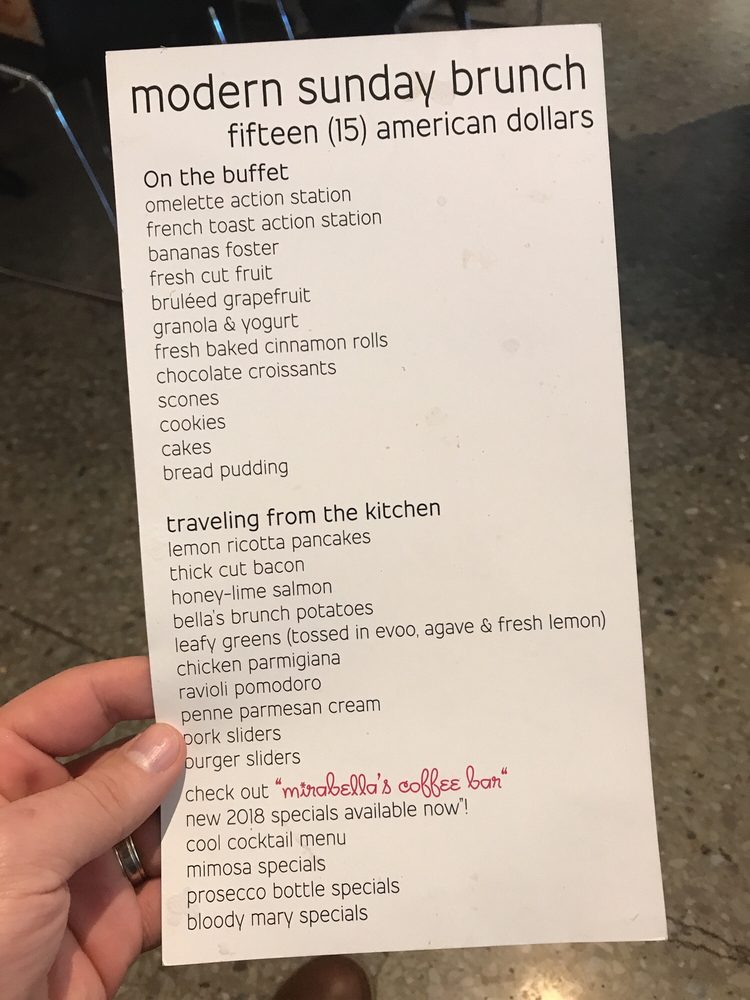 modern sunday brunch
fifteen (15) american dollars
On the buffet
omelette action station
french toast action station
bananas foster
fresh cut fruit
bruléed grapefruit
granola & yogurt
fresh baked cinnamon rolls
chocolate croissants
scones
cookies
cakes
bread pudding
traveling from the kitchen
lemon ricotta pancakes
thick cut bacon
honey-lime salmon
bella's brunch potatoes
leafy greens (tossed in evoo, agave & fresh lemon)
chicken parmigiana
ravioli pomodoro
penne parmesan cream
pork sliders
burger sliders
check out "mirabella's coffee bar"
new 2018 specials available now"!
cool cocktail menu
mimosa specials
prosecco bottle specials
bloody mary specials